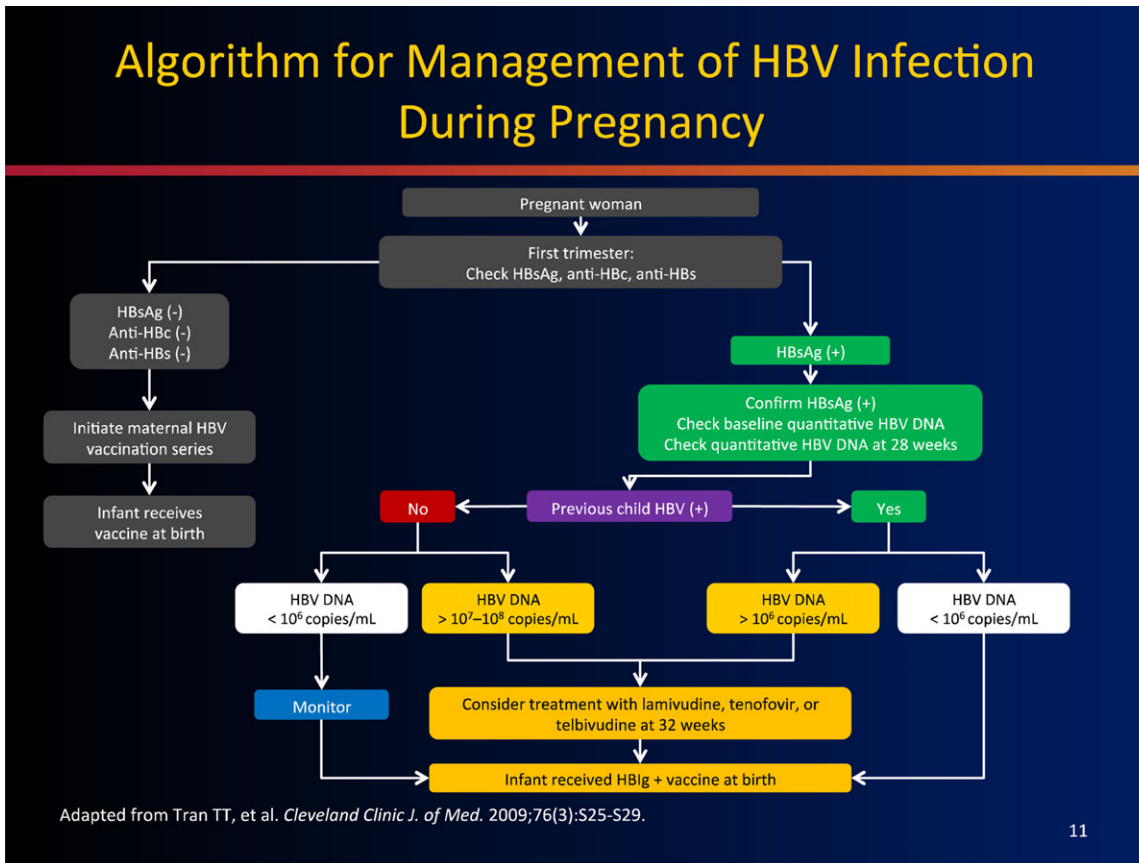 Algorithm for Management of HBV Infection
During Pregnancy
Pregnant woman
First trimester:
Check HBsAg, anti-HBc, anti-HBs
HBsAg (-)
Anti-HBc (-)
Anti-HBs (-)
HBsAg (+)
Confirm HBsAg (+)
Check baseline quantitative HBV DNA
Check quantitative HBV DNA at 28 weeks
Initiate maternal HBV
vaccination series
Infant receives
vaccine at birth
No
Previous child HBV (+)
Yes
HBV DNA
< 10⁶ copies/mL
HBV DNA
> 10⁷–10⁸ copies/mL
HBV DNA
> 10⁶ copies/mL
HBV DNA
< 10⁶ copies/mL
Monitor
Consider treatment with lamivudine, tenofovir, or
telbivudine at 32 weeks
Infant received HBIg + vaccine at birth
Adapted from Tran TT, et al. Cleveland Clinic J. of Med. 2009;76(3):S25-S29.
11